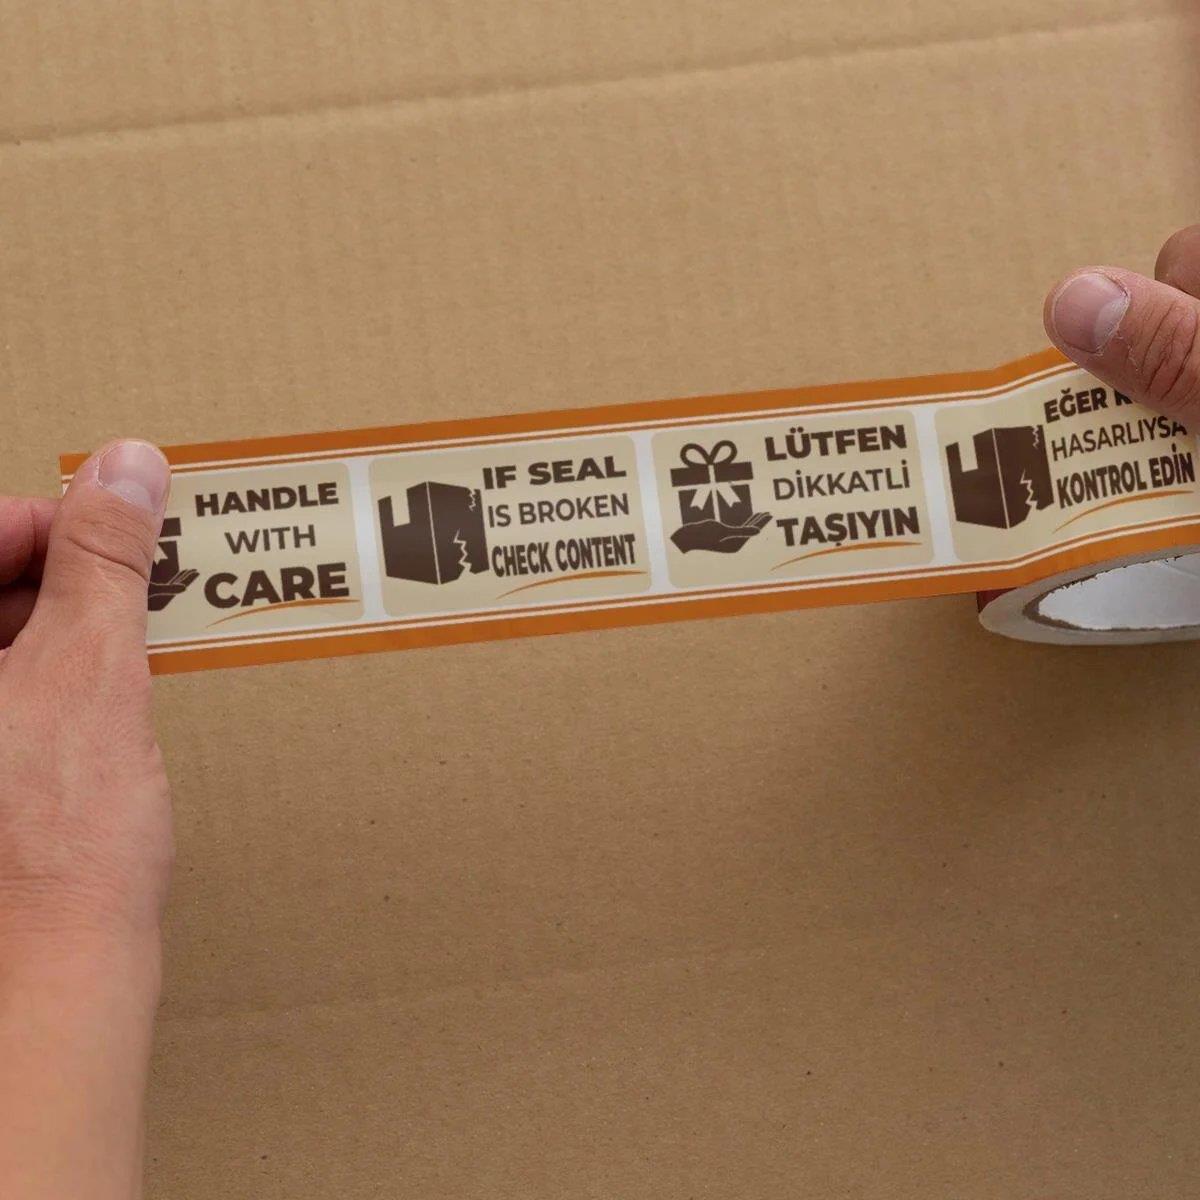 HANDLE
WITH
CARE
IF SEAL
IS BROKEN
CHECK CONTENT
LÜTFEN
DİKKATLİ
TAŞIYIN
EĞER
HASARLIYSA
KONTROL EDİN